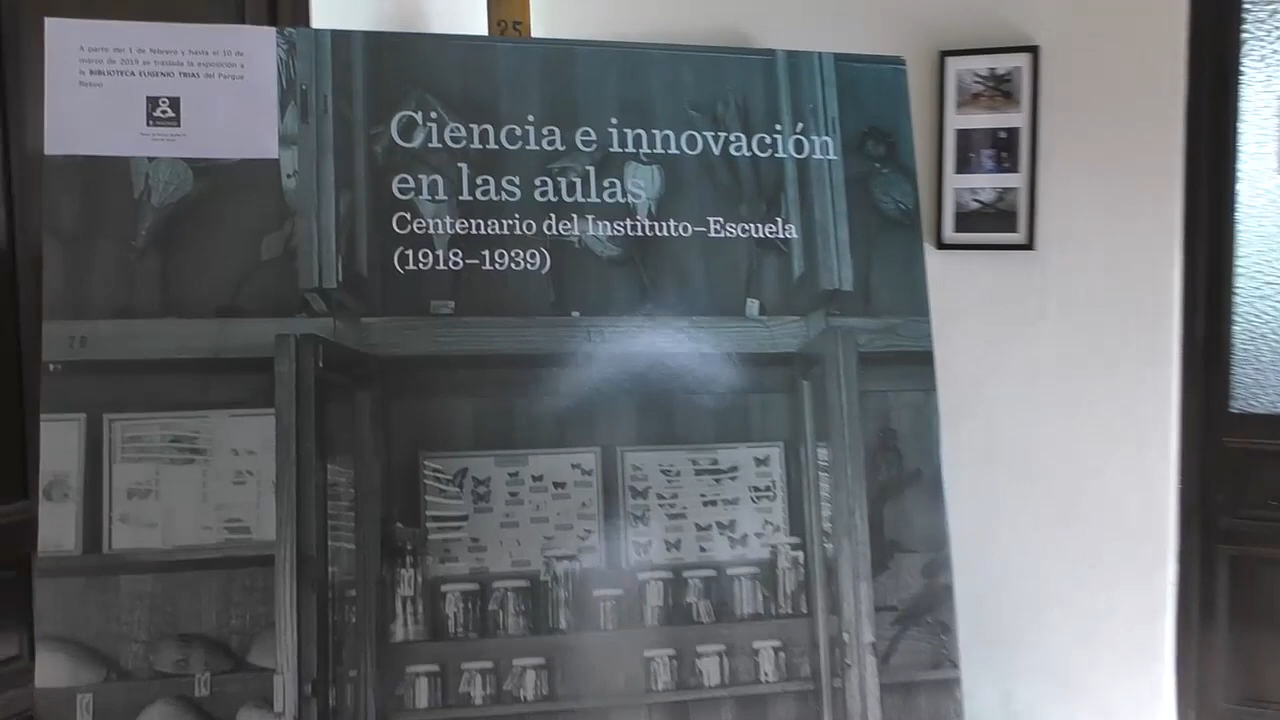 25
A partir del 1 de febrero y hasta el 10 de
marzo de 2019 se traslada la exposición a
la BIBLIOTECA EUGENIO TRIAS del Parque
Retiro
Ciencia e innovación
en las aulas
Centenario del Instituto–Escuela
(1918–1939)